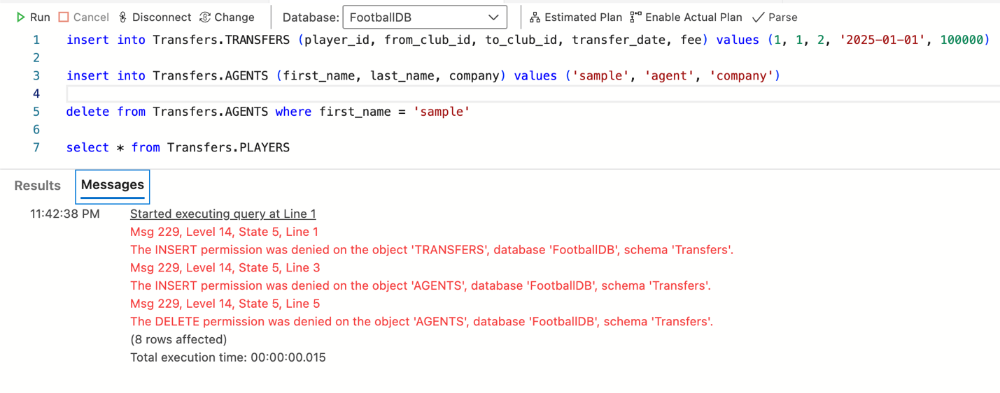 Run Cancel Disconnect Change Database: FootballDB Estimated Plan Enable Actual Plan Parse
1 insert into Transfers.TRANSFERS (player_id, from_club_id, to_club_id, transfer_date, fee) values (1, 1, 2, '2025-01-01', 100000)
2
3 insert into Transfers.AGENTS (first_name, last_name, company) values ('sample', 'agent', 'company')
4
5 delete from Transfers.AGENTS where first_name = 'sample'
6
7 select * from Transfers.PLAYERS
Results Messages
11:42:38 PM Started executing query at Line 1
Msg 229, Level 14, State 5, Line 1
The INSERT permission was denied on the object 'TRANSFERS', database 'FootballDB', schema 'Transfers'.
Msg 229, Level 14, State 5, Line 3
The INSERT permission was denied on the object 'AGENTS', database 'FootballDB', schema 'Transfers'.
Msg 229, Level 14, State 5, Line 5
The DELETE permission was denied on the object 'AGENTS', database 'FootballDB', schema 'Transfers'.
(8 rows affected)
Total execution time: 00:00:00.015